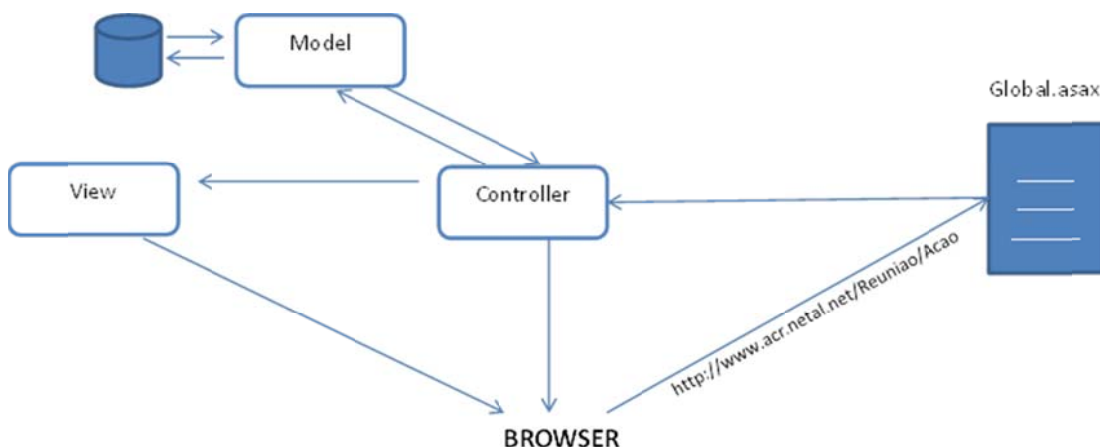 Model
Global.asax
View
Controller
http://www.acr.netal.net/Reuniao/Acao
BROWSER